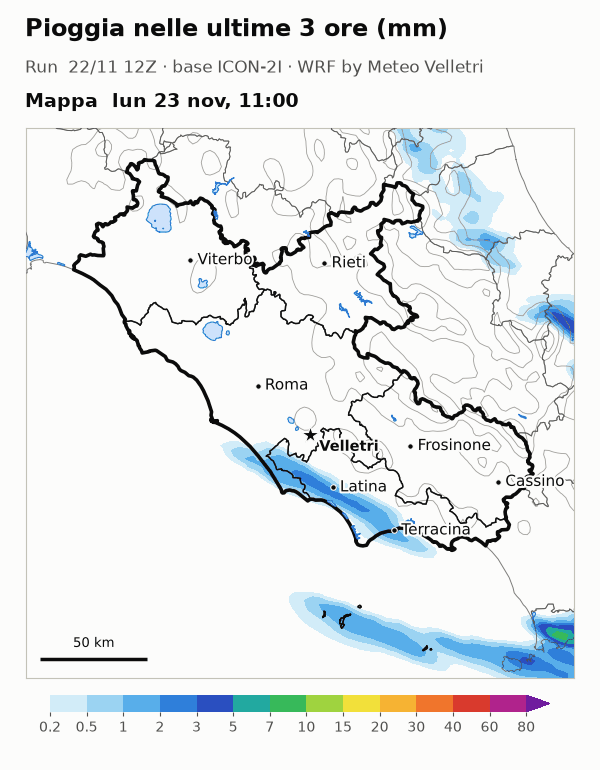 Pioggia nelle ultime 3 ore (mm)
Run  22/11 12Z · base ICON-2I · WRF by Meteo Velletri
Mappa  lun 23 nov, 11:00
Viterbo
Rieti
Roma
Velletri
Frosinone
Latina
Cassino
Terracina
50 km
0.2 0.5 1 2 3 5 7 10 15 20 30 40 60 80